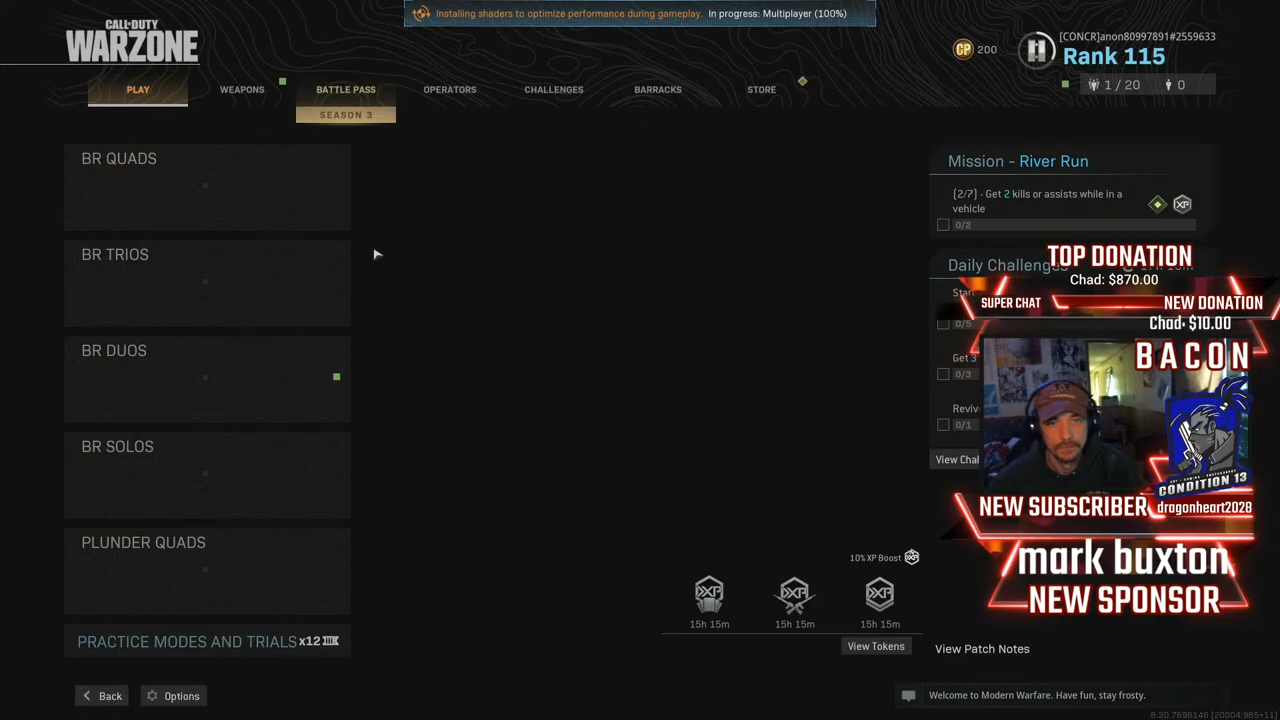 Installing shaders to optimize performance during gameplay. In progress: Multiplayer (100%)
CALL OF DUTY
WARZONE
CP 200
[CONCR]anon80997891#2559633
Rank 115
1 / 20 0
PLAY
WEAPONS
BATTLE PASS
SEASON 3
OPERATORS
CHALLENGES
BARRACKS
STORE
BR QUADS
BR TRIOS
BR DUOS
BR SOLOS
PLUNDER QUADS
PRACTICE MODES AND TRIALS x12
Back
Options
Mission - River Run
[2/7] - Get 2 kills or assists while in a
vehicle
XP
0/2
Daily Challenges
Star
0/5
Get 3
0/3
Reviv
0/1
View Chal
TOP DONATION
Chad: $870.00
SUPER CHAT
NEW DONATION
Chad: $10.00
BACON
CONDITION 13
NEW SUBSCRIBER
dragonheart2028
mark buxton
NEW SPONSOR
10% XP Boost
15h 15m
15h 15m
15h 15m
View Tokens
View Patch Notes
Welcome to Modern Warfare. Have fun, stay frosty.